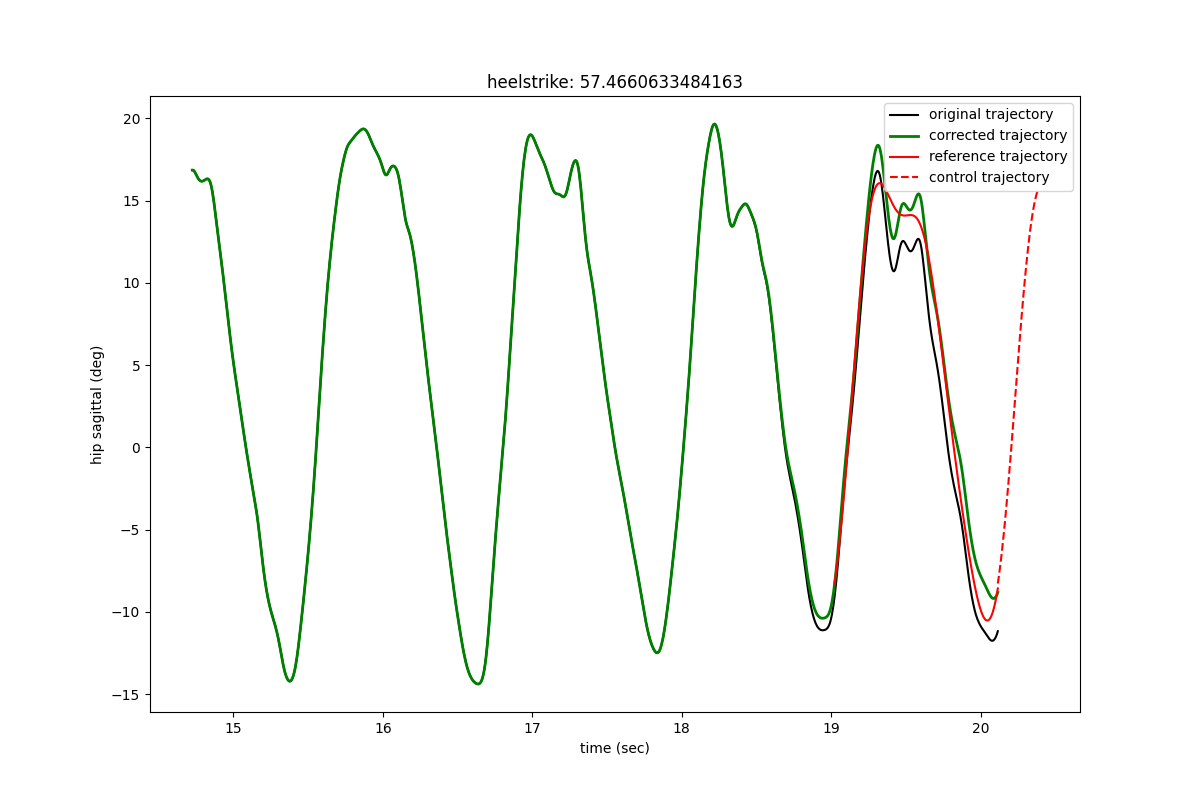 heelstrike: 57.4660633484163
original trajectory
corrected trajectory
reference trajectory
control trajectory
20
15
10
5
0
−5
−10
−15
hip sagittal (deg)
15 16 17 18 19 20
time (sec)